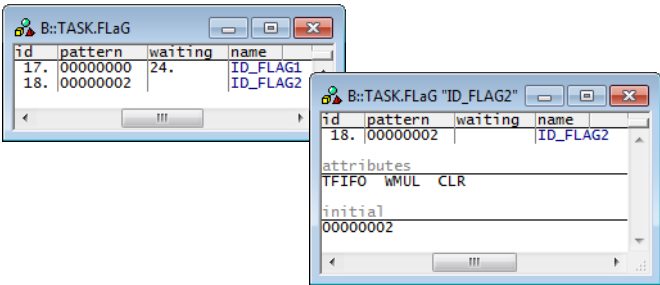 B::TASK.FLaG
id pattern waiting name
17. 00000000 24. ID_FLAG1
18. 00000002 ID_FLAG2
B::TASK.FLaG "ID_FLAG2"
id pattern waiting name
18. 00000002 ID_FLAG2
attributes
TFIFO WMUL CLR
initial
00000002